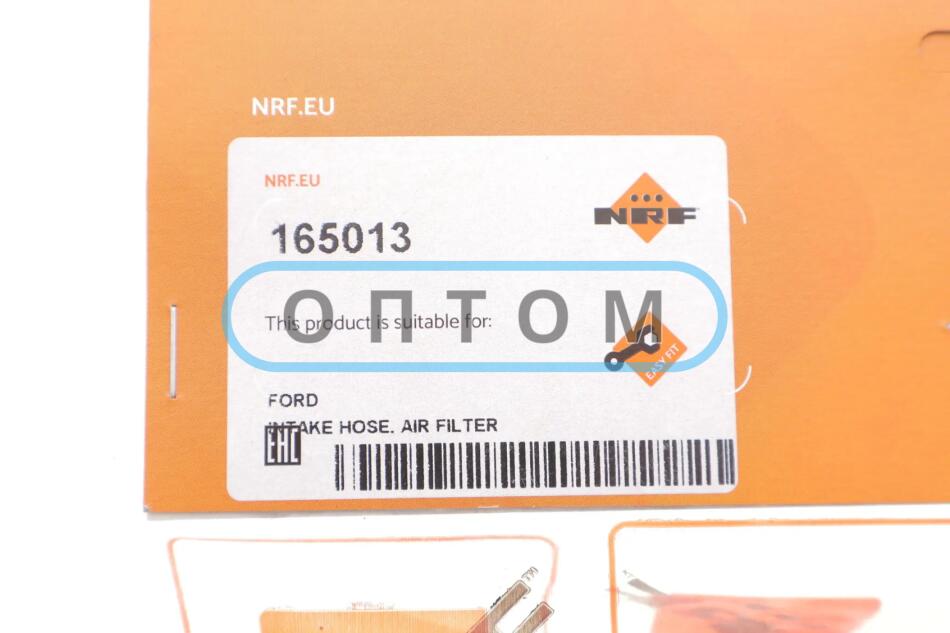 NRF.EU
NRF.EU
NRF
165013
ОПТОМ
This product is suitable for:
EASY FIT
FORD
INTAKE HOSE. AIR FILTER
EAC